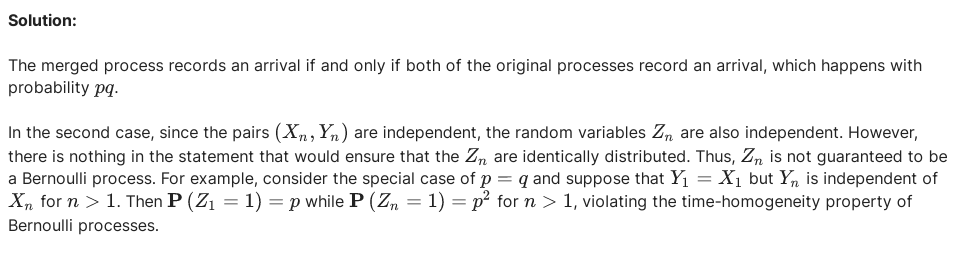 Solution:
The merged process records an arrival if and only if both of the original processes record an arrival, which happens with
probability $pq$.
In the second case, since the pairs $(X_n, Y_n)$ are independent, the random variables $Z_n$ are also independent. However,
there is nothing in the statement that would ensure that the $Z_n$ are identically distributed. Thus, $Z_n$ is not guaranteed to be
a Bernoulli process. For example, consider the special case of $p = q$ and suppose that $Y_1 = X_1$ but $Y_n$ is independent of
$X_n$ for $n > 1$. Then $\mathbf{P}(Z_1 = 1) = p$ while $\mathbf{P}(Z_n = 1) = p^2$ for $n > 1$, violating the time-homogeneity property of
Bernoulli processes.